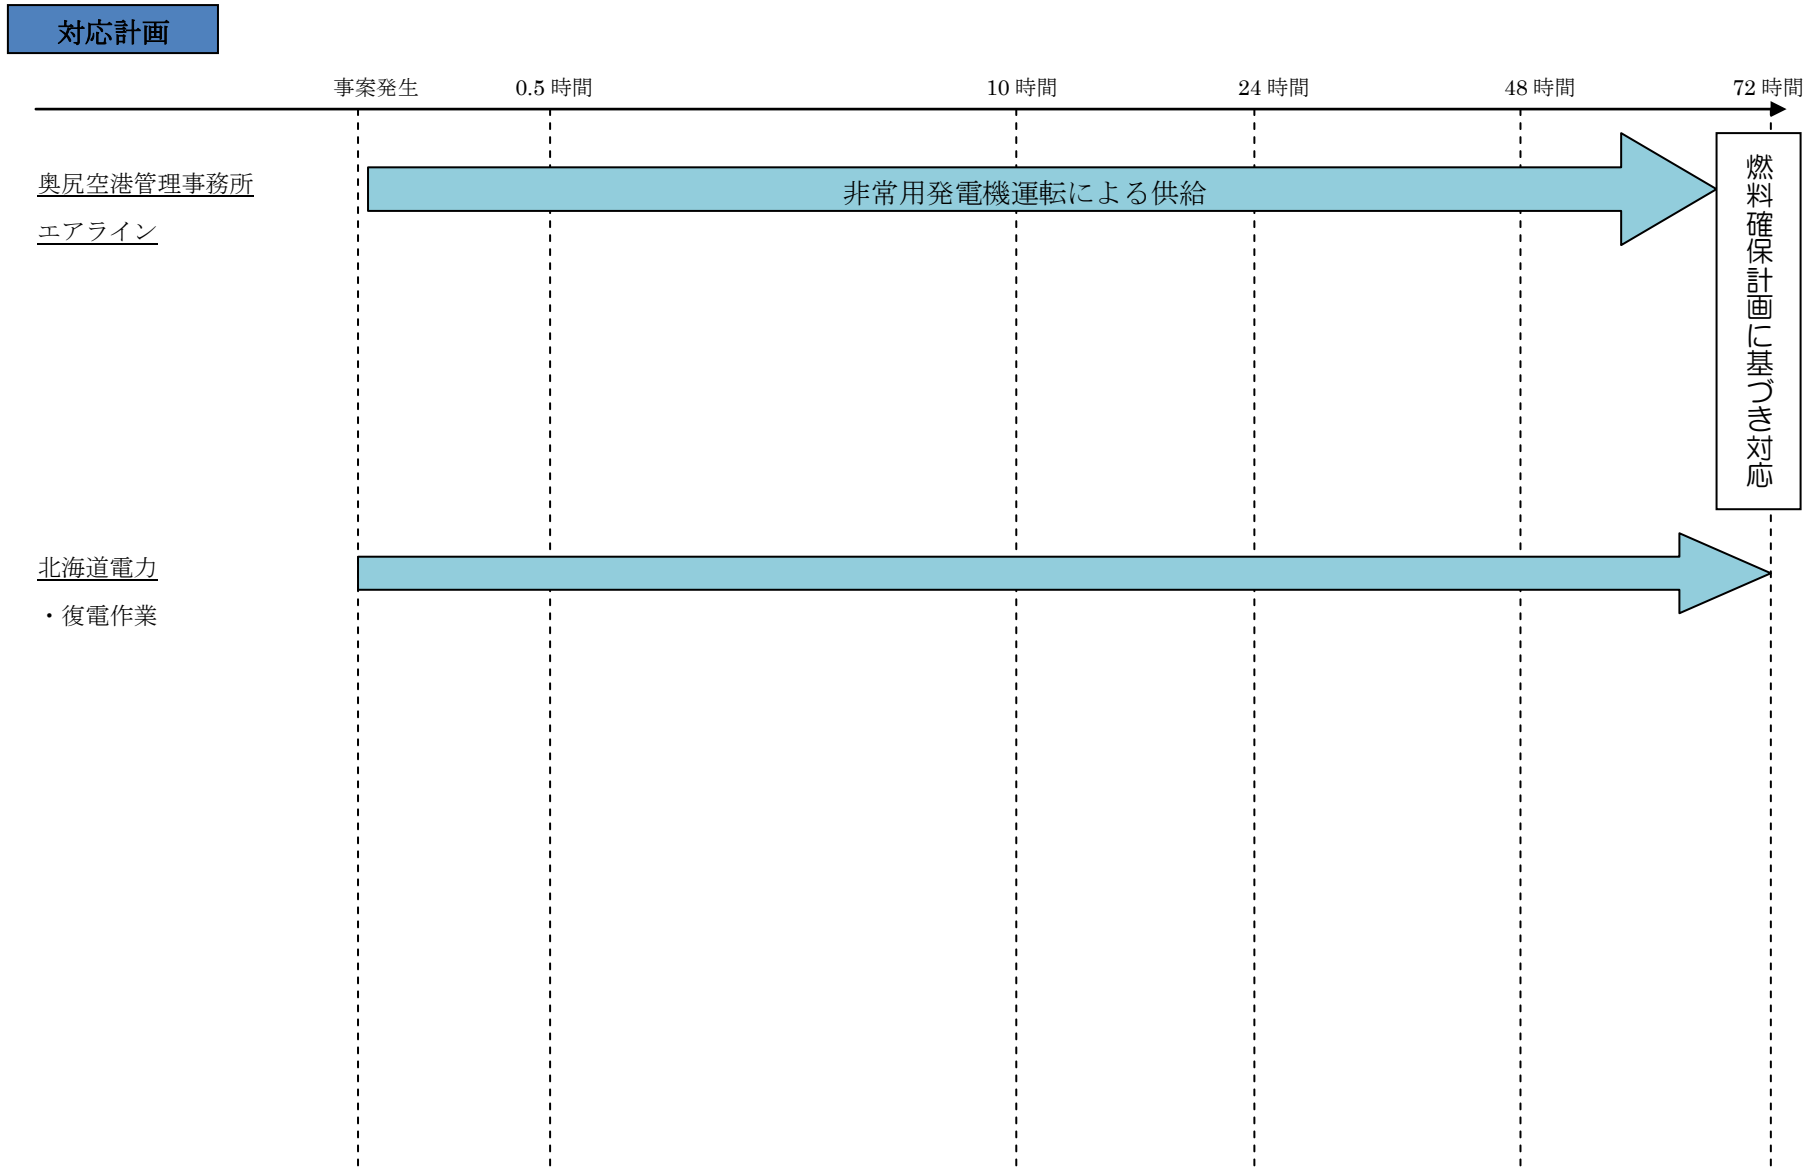 対応計画
事案発生 0.5 時間 10 時間 24 時間 48 時間 72 時間
奥尻空港管理事務所
エアライン
非常用発電機運転による供給
燃料確保計画に基づき対応
北海道電力
・復電作業